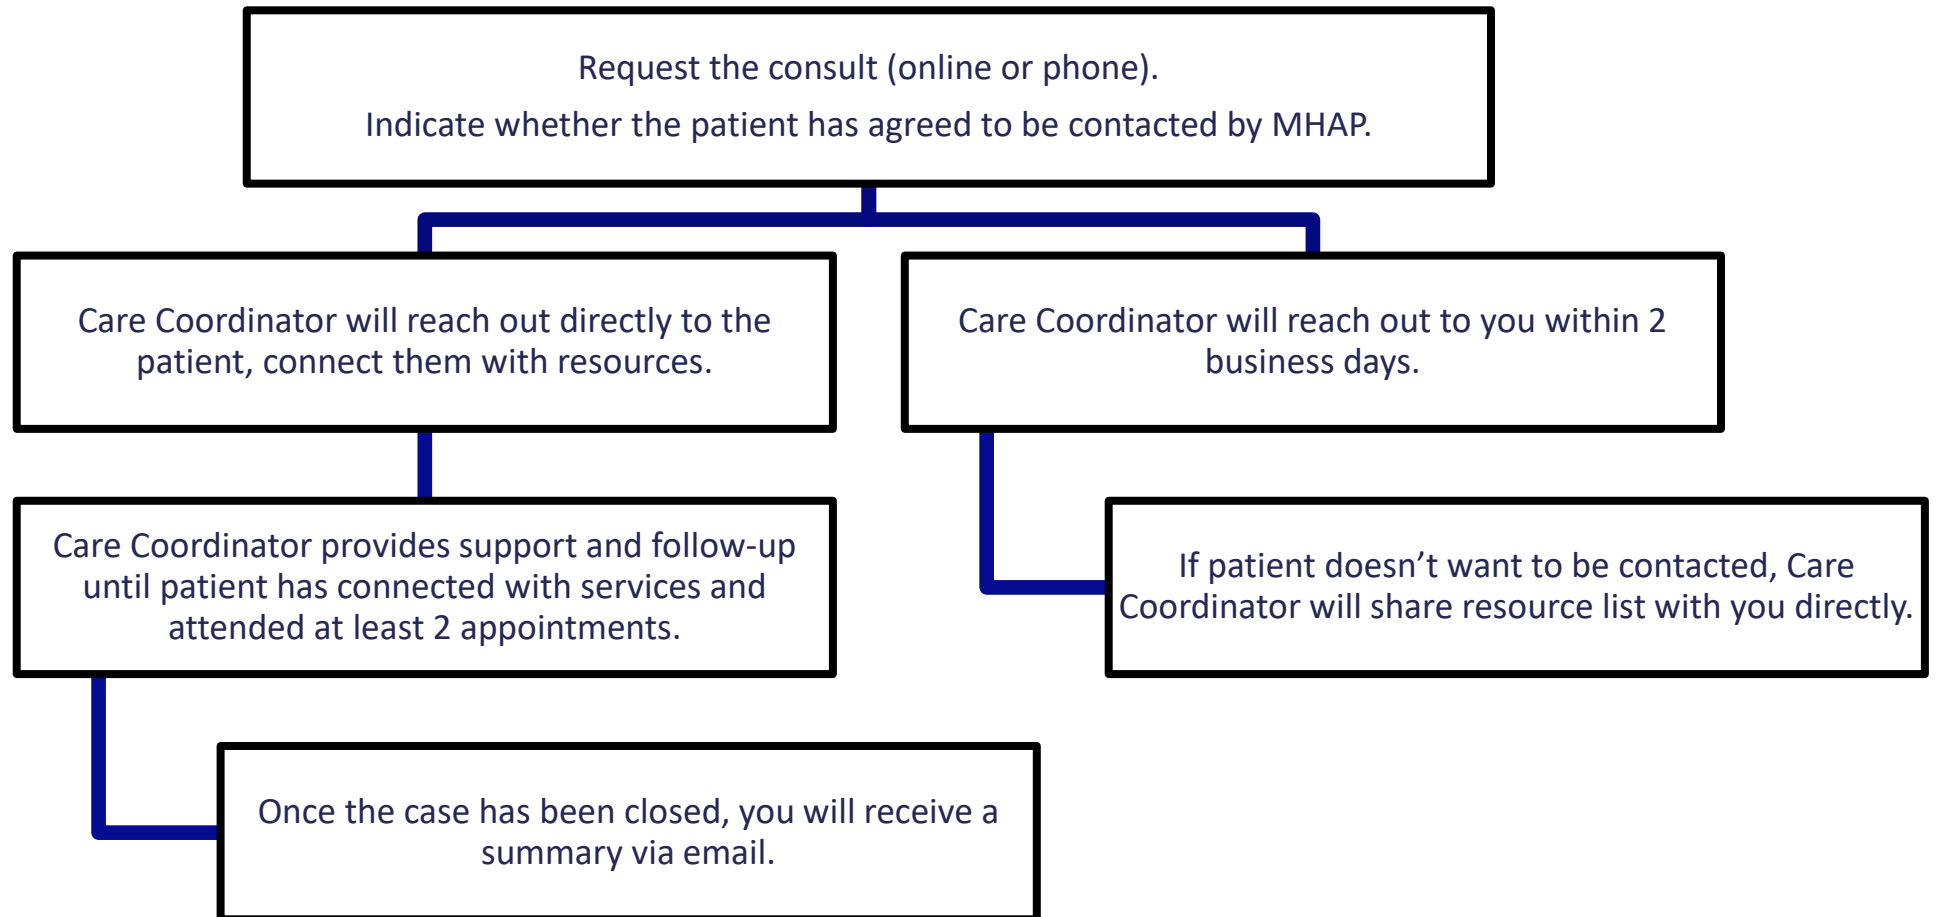 Request the consult (online or phone).
Indicate whether the patient has agreed to be contacted by MHAP.
Care Coordinator will reach out directly to the
patient, connect them with resources.
Care Coordinator will reach out to you within 2
business days.
Care Coordinator provides support and follow-up
until patient has connected with services and
attended at least 2 appointments.
If patient doesn’t want to be contacted, Care
Coordinator will share resource list with you directly.
Once the case has been closed, you will receive a
summary via email.